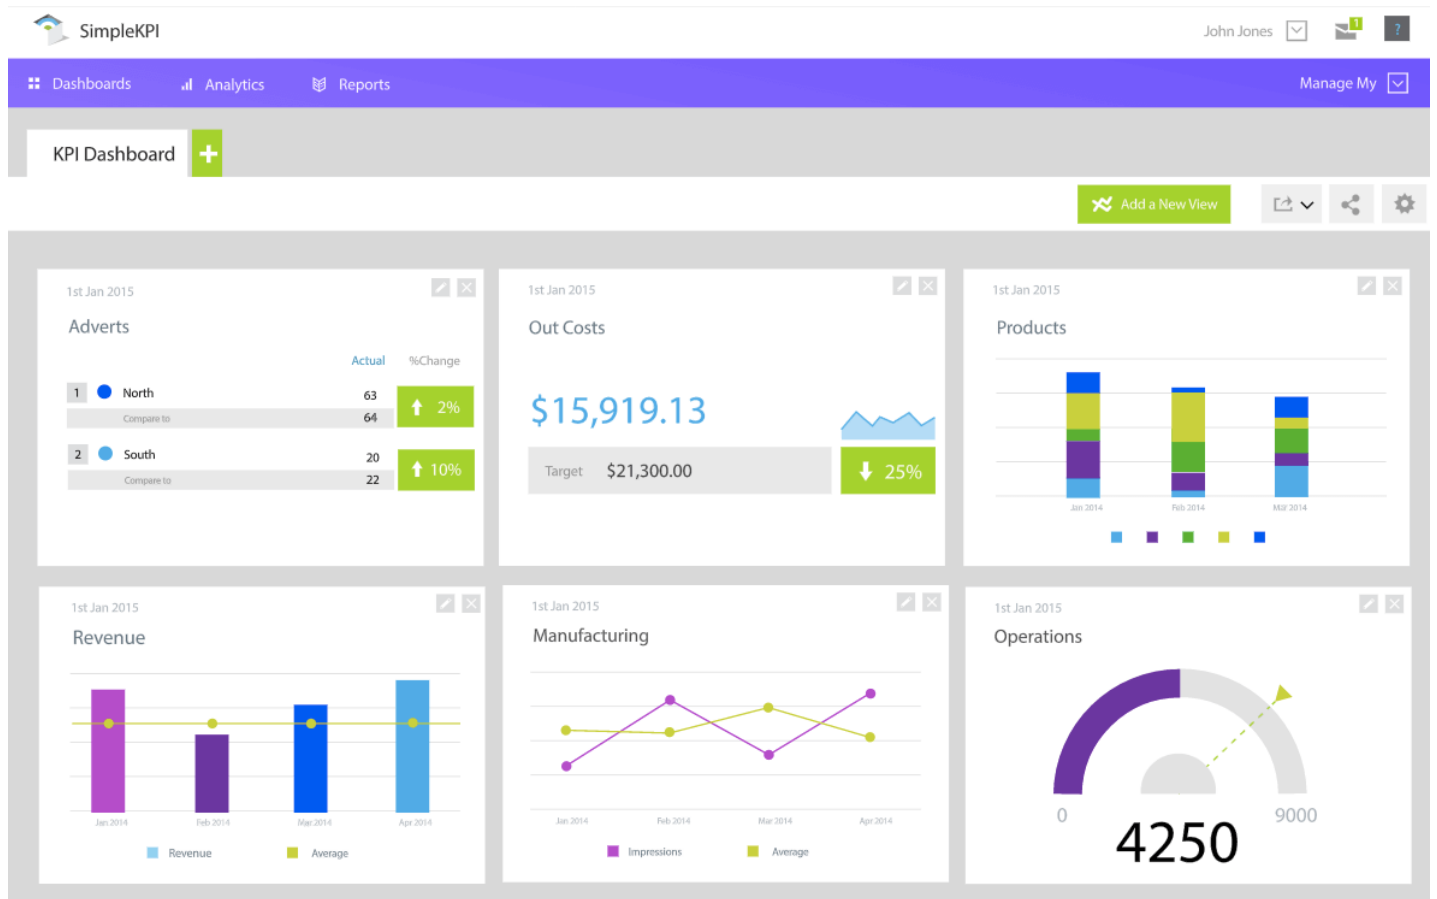 SimpleKPI
John Jones
1
?
Dashboards
Analytics
Reports
Manage My
KPI Dashboard
+
Add a New View
1st Jan 2015
Adverts
Actual %Change
1 North 63
2%
Compare to 64
2 South 20
10%
Compare to 22
1st Jan 2015
Out Costs
$15,919.13
Target $21,300.00
25%
1st Jan 2015
Products
Jan 2014 Feb 2014 Mar 2014
1st Jan 2015
Revenue
Jan 2014 Feb 2014 Mar 2014 Apr 2014
Revenue Average
1st Jan 2015
Manufacturing
Jan 2014 Feb 2014 Mar 2014 Apr 2014
Impressions Average
1st Jan 2015
Operations
0 9000
4250